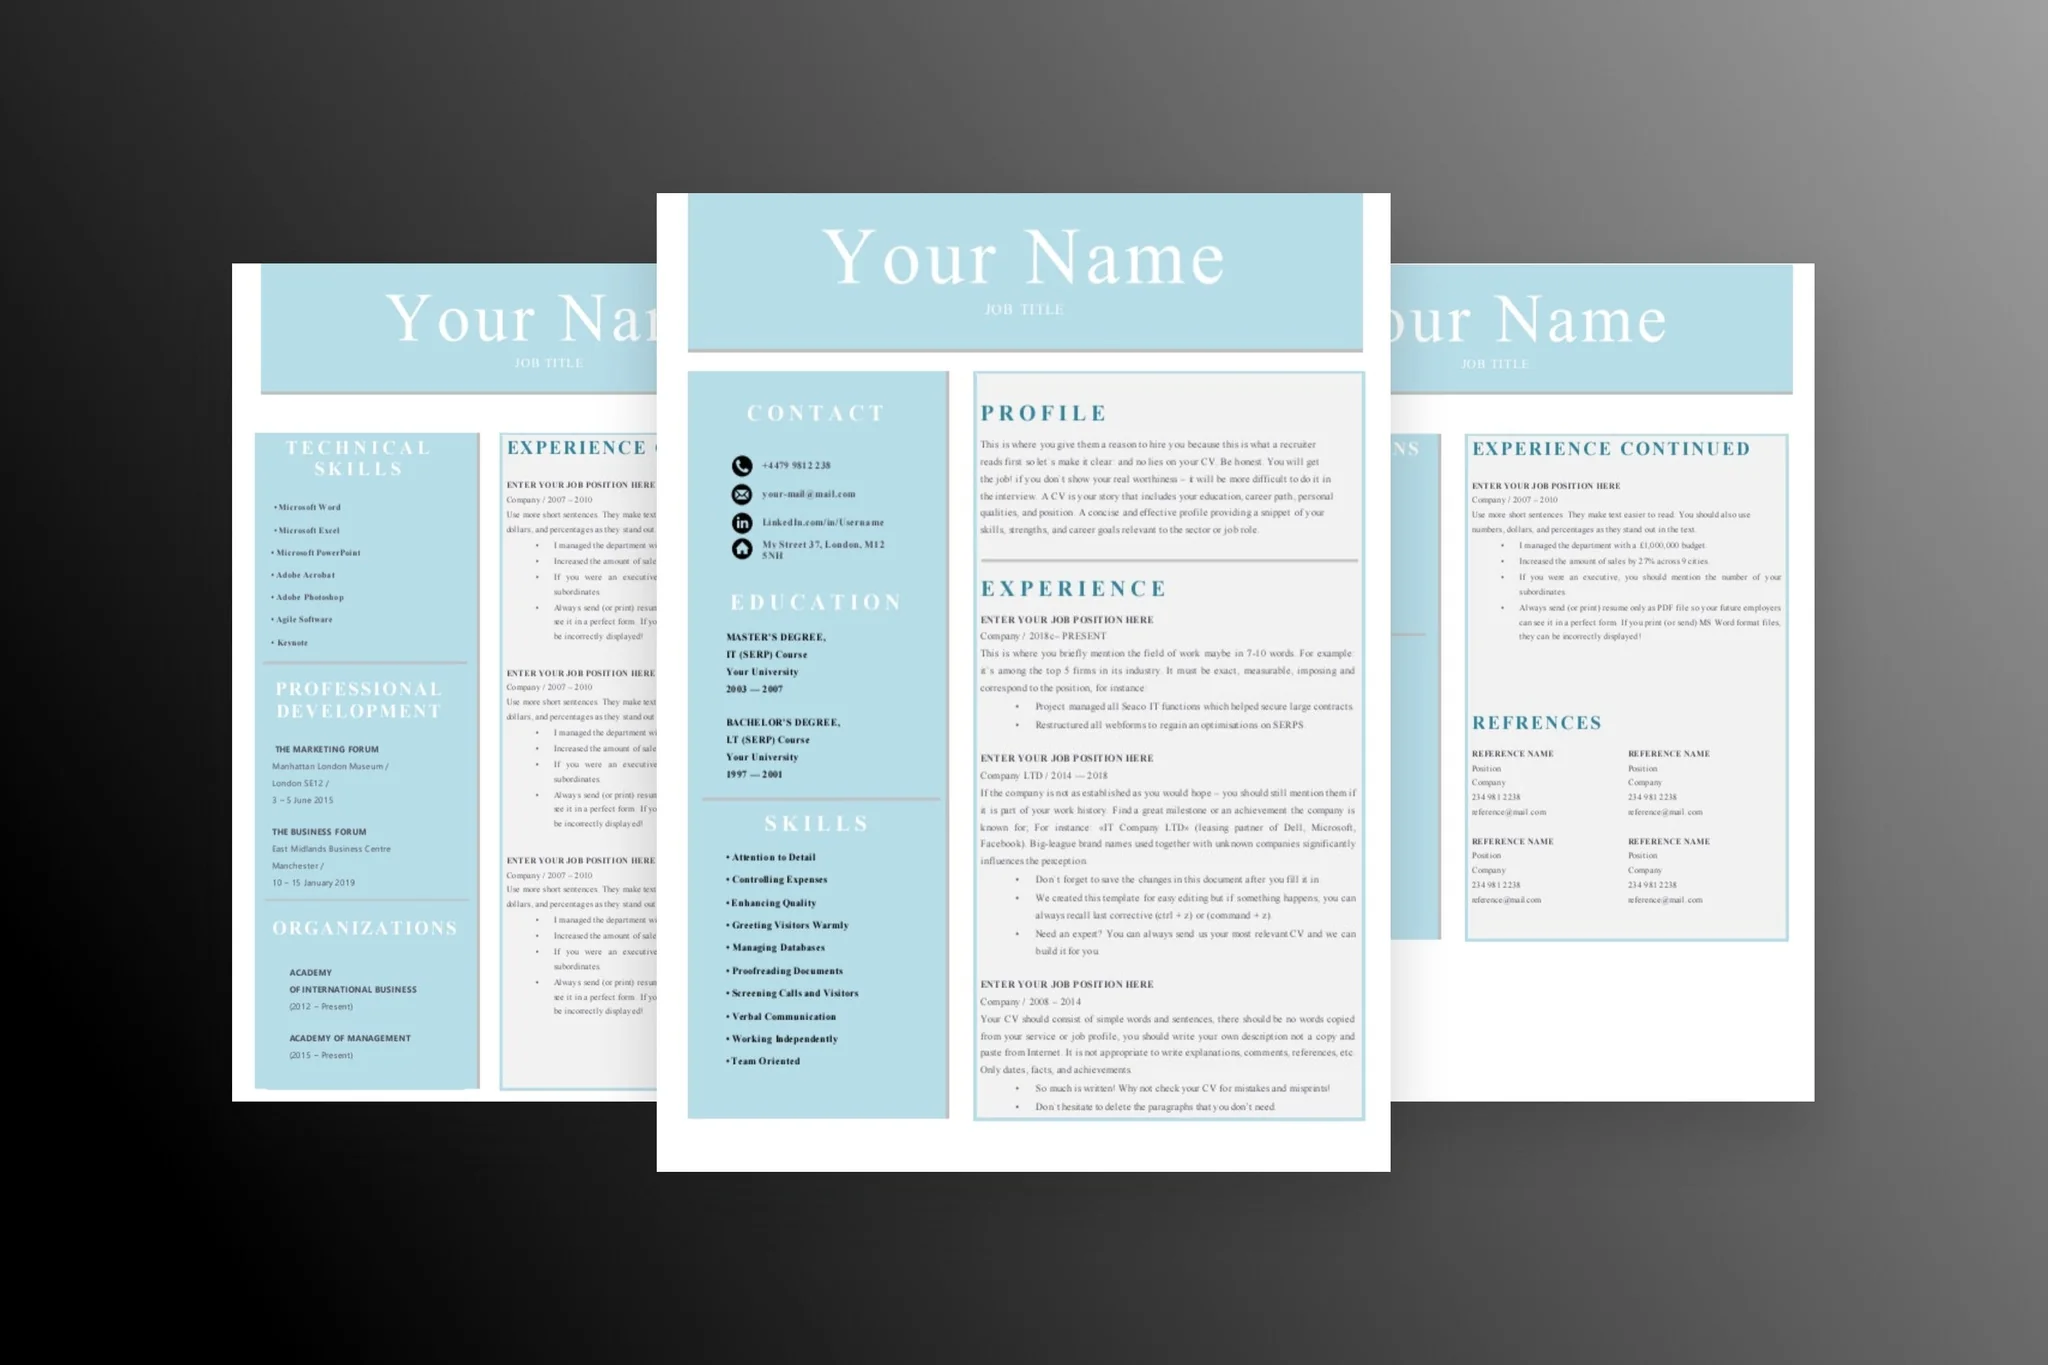 Your Name
JOB TITLE
CONTACT
+4479 9812 238
your-mail@mail.com
LinkedIn.com/in/Username
My Street 37, London, M12
5NH
EDUCATION
MASTER'S DEGREE,
IT (SERP) Course
Your University
2003 — 2007
BACHELOR'S DEGREE,
I.T (SERP) Course
Your University
1997 — 2001
SKILLS
• Attention to Detail
• Controlling Expenses
• Enhancing Quality
• Greeting Visitors Warmly
• Managing Databases
• Proofreading Documents
• Screening Calls and Visitors
• Verbal Communication
• Working Independently
• Team Oriented
PROFILE
This is where you give them a reason to hire you because this is what a recruiter
reads first so let's make it clear: and no lies on your CV. Be honest. You will get
the job! if you don't show your real worthiness – it will be more difficult to do it in
the interview. A CV is your story that includes your education, career path, personal
qualities, and position. A concise and effective profile providing a snippet of your
skills, strengths, and career goals relevant to the sector or job role.
EXPERIENCE
ENTER YOUR JOB POSITION HERE
Company / 2018c– PRESENT
This is where you briefly mention the field of work maybe in 7-10 words. For example:
it's among the top 5 firms in its industry. It must be exact, measurable, imposing and
correspond to the position, for instance:
• Project managed all Seaco IT functions which helped secure large contracts.
• Restructured all webforms to regain an optimisations on SERPS.
ENTER YOUR JOB POSITION HERE
Company LTD / 2014 — 2018
If the company is not as established as you would hope – you should still mention them if
it is part of your work history. Find a great milestone or an achievement the company is
known for; For instance: «IT Company LTD» (leasing partner of Dell, Microsoft,
Facebook). Big-league brand names used together with unknown companies significantly
influences the perception.
• Don't forget to save the changes in this document after you fill it in.
• We created this template for easy editing but if something happens, you can
always recall last corrective (ctrl + z) or (command + z).
• Need an expert? You can always send us your most relevant CV and we can
build it for you.
ENTER YOUR JOB POSITION HERE
Company / 2008 – 2014
Your CV should consist of simple words and sentences, there should be no words copied
from your service or job profile, you should write your own description not a copy and
paste from Internet. It is not appropriate to write explanations, comments, references, etc.
Only dates, facts, and achievements.
• So much is written! Why not check your CV for mistakes and misprints!
• Don't hesitate to delete the paragraphs that you don't need.
Your Na
JOB TITLE
TECHNICAL
SKILLS
• Microsoft Word
• Microsoft Excel
• Microsoft PowerPoint
• Adobe Acrobat
• Adobe Photoshop
• Agile Software
• Keynote
PROFESSIONAL
DEVELOPMENT
THE MARKETING FORUM
Manhattan London Museum /
London SE12 /
3 – 5 June 2015
THE BUSINESS FORUM
East Midlands Business Centre
Manchester /
10 – 15 January 2019
ORGANIZATIONS
ACADEMY
OF INTERNATIONAL BUSINESS
(2012 – Present)
ACADEMY OF MANAGEMENT
(2015 – Present)
EXPERIENCE
ENTER YOUR JOB POSITION HERE
Company / 2007 – 2010
Use more short sentences. They make text
dollars, and percentages as they stand out
• I managed the department
• Increased the amount of sale
• If you were an executive
subordinates.
• Always send (or print) resu
see it in a perfect form. If yo
be incorrectly displayed!
ENTER YOUR JOB POSITION HERE
Company / 2007 – 2010
Use more short sentences. They make text
dollars, and percentages as they stand out
• I managed the department
• Increased the amount of sale
• If you were an executive
subordinates.
• Always send (or print) resu
see it in a perfect form. If yo
be incorrectly displayed!
ENTER YOUR JOB POSITION HERE
Company / 2007 – 2010
Use more short sentences. They make text
dollars, and percentages as they stand out
• I managed the department
• Increased the amount of sale
• If you were an executive
subordinates.
• Always send (or print) resu
see it in a perfect form. If yo
be incorrectly displayed!
our Name
JOB TITLE
NS
EXPERIENCE CONTINUED
ENTER YOUR JOB POSITION HERE
Company / 2007 – 2010
Use more short sentences. They make text easier to read. You should also use
numbers, dollars, and percentages as they stand out in the text.
• I managed the department with a £1,000,000 budget.
• Increased the amount of sales by 27% across 9 cities.
• If you were an executive, you should mention the number of your
subordinates.
• Always send (or print) resume only as PDF file so your future employers
can see it in a perfect form. If you print (or send) MS Word format files,
they can be incorrectly displayed!
REFRENCES
REFERENCE NAME
Position
Company
234 981 2238
reference@mail.com
REFERENCE NAME
Position
Company
234 981 2238
reference@mail.com
REFERENCE NAME
Position
Company
234 981 2238
reference@mail.com
REFERENCE NAME
Position
Company
234 981 2238
reference@mail.com